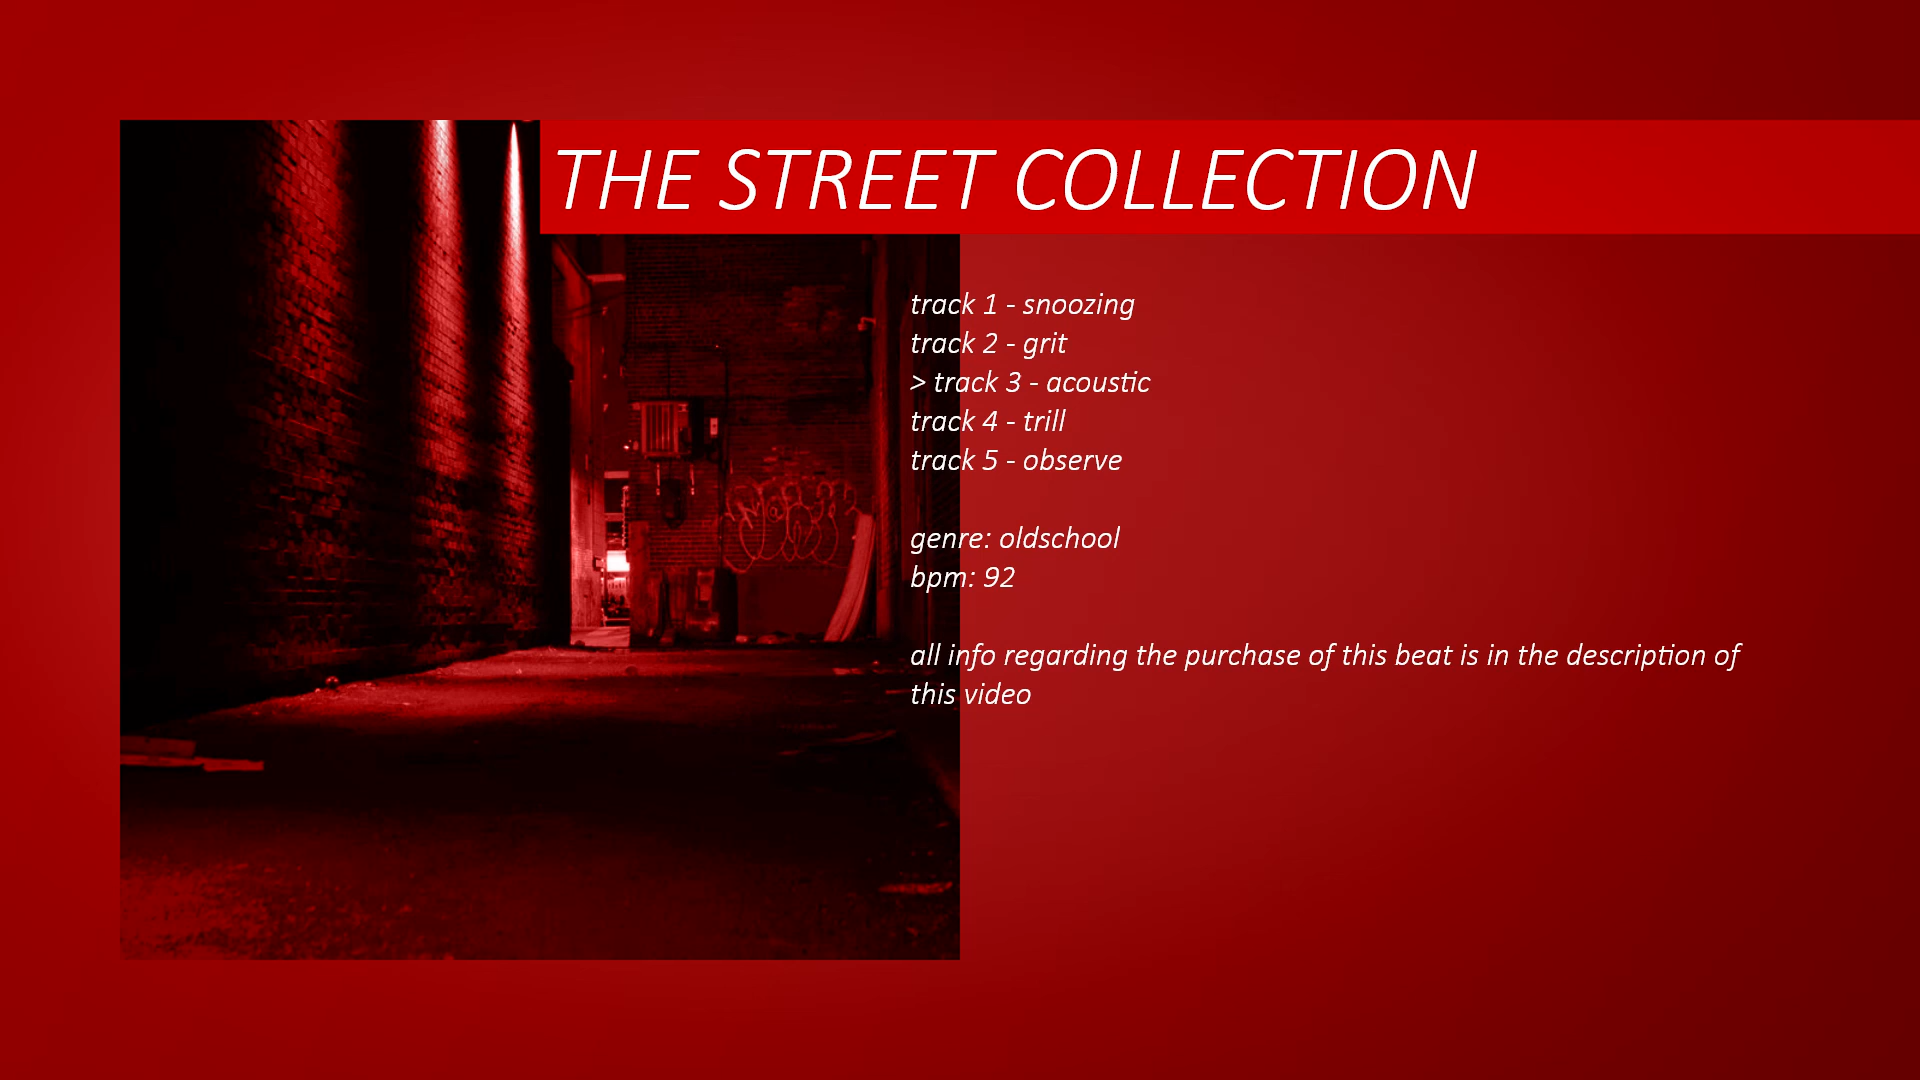 THE STREET COLLECTION
track 1 - snoozing
track 2 - grit
> track 3 - acoustic
track 4 - trill
track 5 - observe
genre: oldschool
bpm: 92
all info regarding the purchase of this beat is in the description of
this video